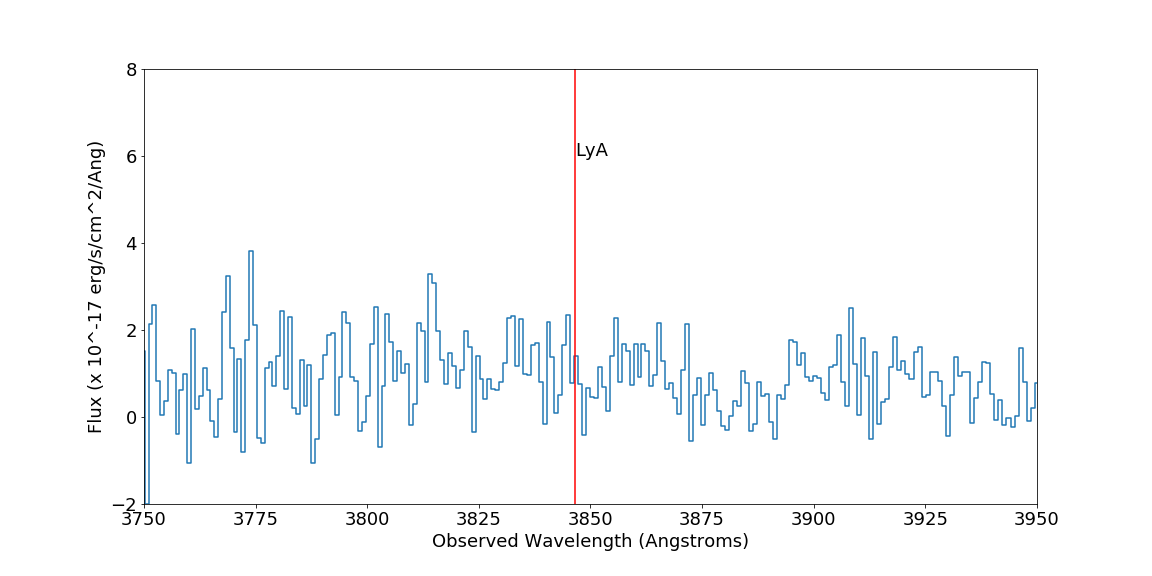 8
6
4
2
0
−2
Flux (x 10^-17 erg/s/cm^2/Ang)
LyA
3750 3775 3800 3825 3850 3875 3900 3925 3950
Observed Wavelength (Angstroms)